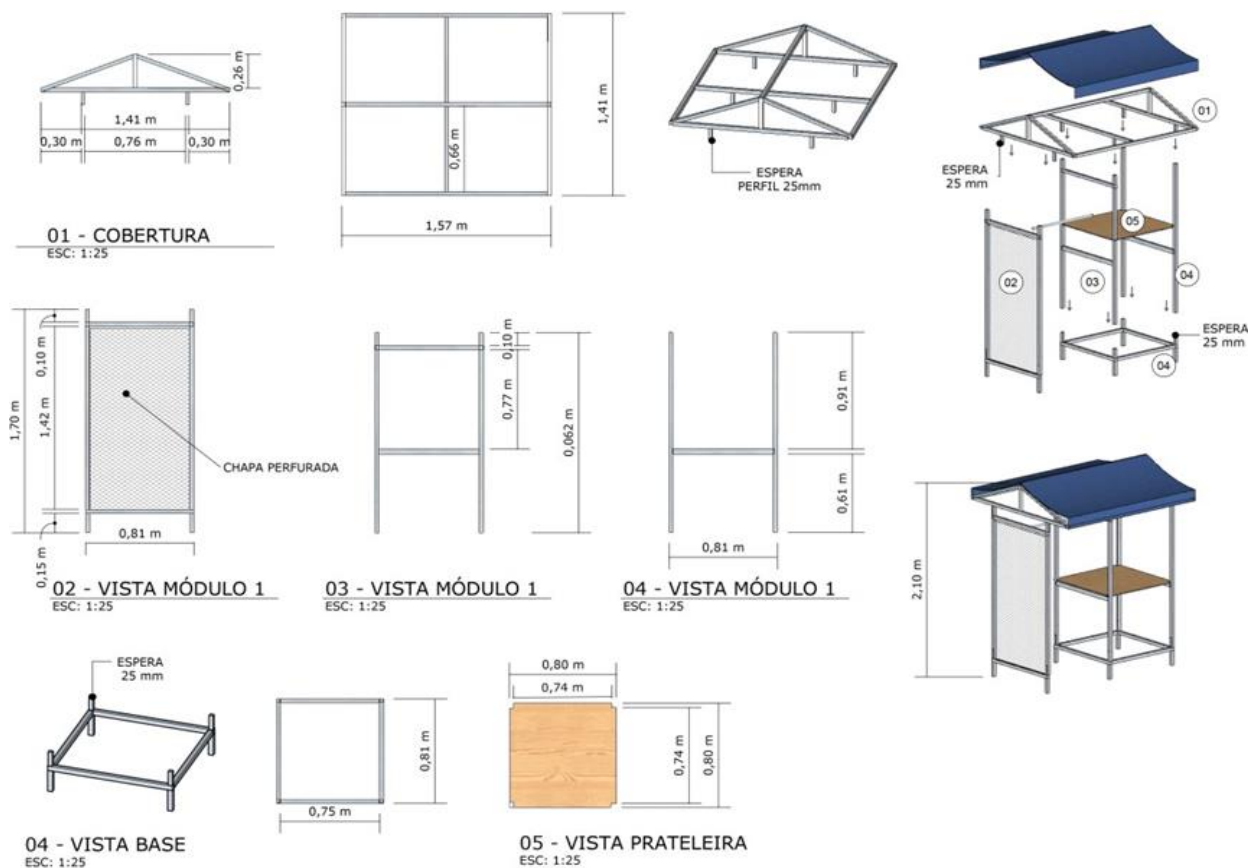 0,26 m
1,41 m
0,30 m
0,76 m
0,30 m
01 - COBERTURA
ESC: 1:25
0,66 m
1,41 m
1,57 m
ESPERA
PERFIL 25mm
01
ESPERA
25 mm
05
02
03
04
ESPERA
25 mm
04
1,70 m
0,10 m
1,42 m
0,15 m
CHAPA PERFURADA
0,81 m
02 - VISTA MÓDULO 1
ESC: 1:25
0,10 m
0,77 m
0,062 m
03 - VISTA MÓDULO 1
ESC: 1:25
0,91 m
0,61 m
0,81 m
04 - VISTA MÓDULO 1
ESC: 1:25
2,10 m
ESPERA
25 mm
04 - VISTA BASE
ESC: 1:25
0,81 m
0,75 m
0,80 m
0,74 m
0,74 m
0,80 m
05 - VISTA PRATELEIRA
ESC: 1:25